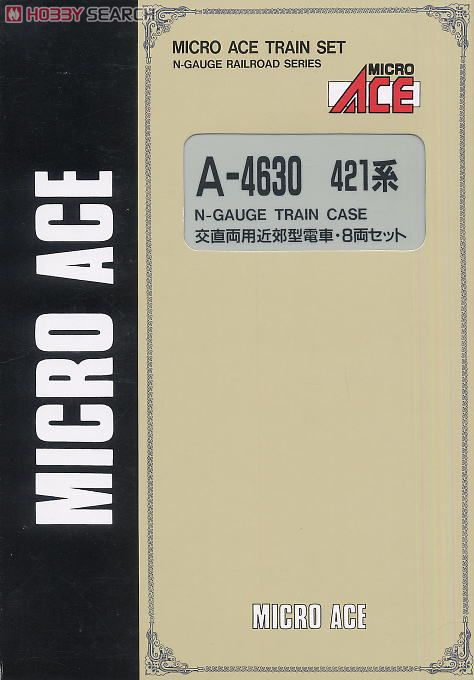 HOBBY SEARCH
MICRO ACE TRAIN SET
N-GAUGE RAILROAD SERIES
MICRO
ACE
A-4630 421系
N-GAUGE TRAIN CASE
交直両用近郊型電車・8両セット
MICRO ACE
MICRO ACE